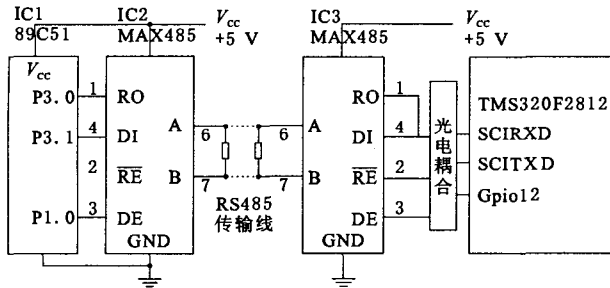 IC1 IC2 Vcc IC3 Vcc
89C51 MAX485 +5 V MAX485 +5 V
Vcc
P3.0 1 RO RO 1 TMS320F2812
P3.1 4 DI A 6 6 A DI 4 SCIRXD
2 RE B 7 7 B RE 2 SCITXD
P1.0 3 DE DE 3 Gpio12
GND GND
RS485
传输线
光电耦合